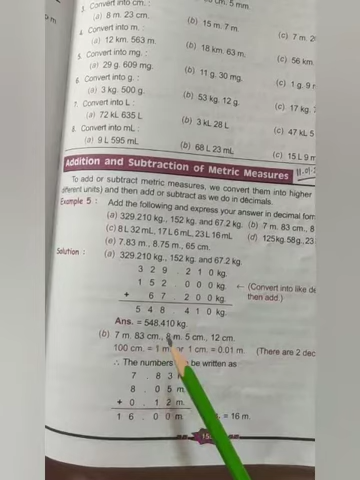 3. Convert into cm. :
(a) 8 m. 23 cm.
4. Convert into m. :
(b) 15 m. 7 m.
(a) 12 km. 563 m.
(c) 7 m.
5. Convert into mg. :
(b) 18 km. 63 m.
(a) 29 g. 609 mg.
(c) 56 km.
6. Convert into g. :
(b) 11 g. 30 mg.
(a) 3 kg. 500 g.
(c) 1 g.
7. Convert into L :
(b) 53 kg. 12 g.
(a) 72 kL 635 L
(c) 17 kg.
8. Convert into mL :
(b) 3 kL 28 L
(a) 9 L 595 mL
(c) 47 kL
(b) 68 L 23 mL
(c) 15 L
Addition and Subtraction of Metric Measures
To add or subtract metric measures, we convert them into higher
different units) and then add or subtract as we do in decimals.
Example 5 : Add the following and express your answer in decimal form
(a) 329.210 kg, 152 kg. and 67.2 kg. (b) 7 m. 83 cm., 8
(c) 8 L 32 mL, 17 L 6 mL, 23 L 16 mL (d) 125 kg. 58 g., 23
(e) 7.83 m., 8.75 m., 65 cm.
Solution : (a) 329.210 kg., 152 kg. and 67.2 kg.
3 2 9 . 2 1 0 kg.
1 5 2 . 0 0 0 kg. ← (Convert into like de
+ 6 7 . 2 0 0 kg. then add.)
5 4 8 . 4 1 0 kg.
Ans. = 548.410 kg.
(b) 7 m. 83 cm., 8 m. 5 cm., 12 cm.
100 cm. = 1 m. or 1 cm. = 0.01 m. (There are 2 dec
∴ The numbers be written as
7 . 8 3
8 . 0 5 m
+ 0 . 1 2 m.
1 6 . 0 0 m = 16 m.